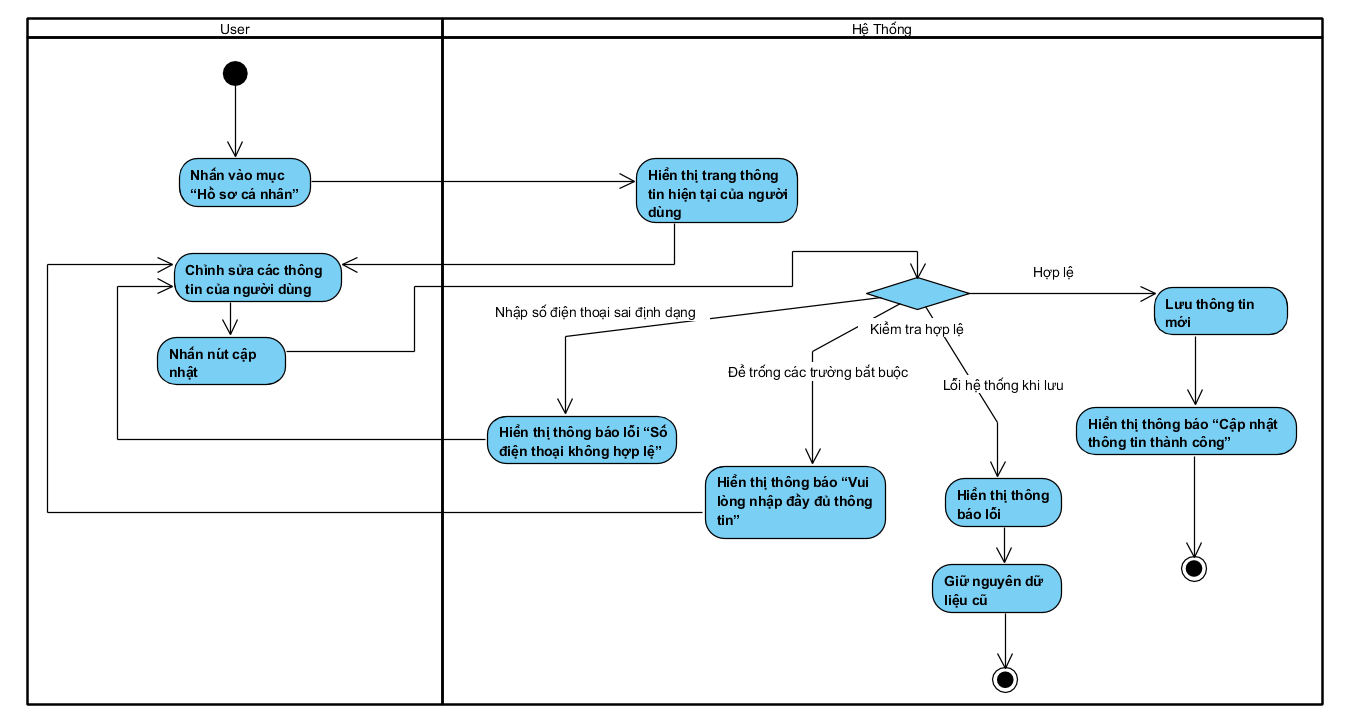 User
Hệ Thống
Nhấn vào mục
“Hồ sơ cá nhân”
Hiển thị trang thông
tin hiện tại của người
dùng
Chỉnh sửa các thông
tin của người dùng
Nhấn nút cập
nhật
Hợp lệ
Nhập số điện thoại sai định dạng
Kiểm tra hợp lệ
Để trống các trường bắt buộc
Lỗi hệ thống khi lưu
Lưu thông tin
mới
Hiển thị thông báo lỗi “Số
điện thoại không hợp lệ”
Hiển thị thông báo “Cập nhật
thông tin thành công”
Hiển thị thông báo “Vui
lòng nhập đầy đủ thông
tin”
Hiển thị thông
báo lỗi
Giữ nguyên dữ
liệu cũ